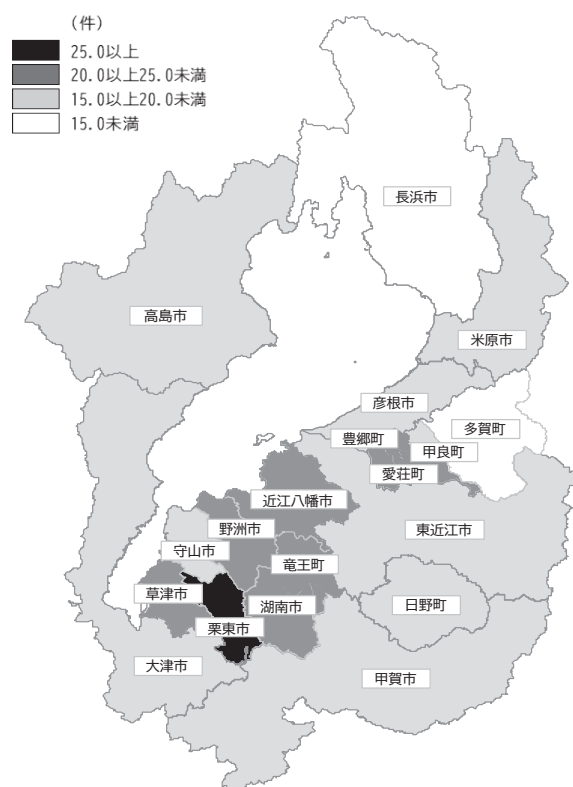 (件)
25.0以上
20.0以上25.0未満
15.0以上20.0未満
15.0未満
長浜市
高島市
米原市
彦根市
多賀町
豊郷町
甲良町
愛荘町
近江八幡市
東近江市
野洲市
守山市
竜王町
草津市
湖南市
日野町
栗東市
大津市
甲賀市